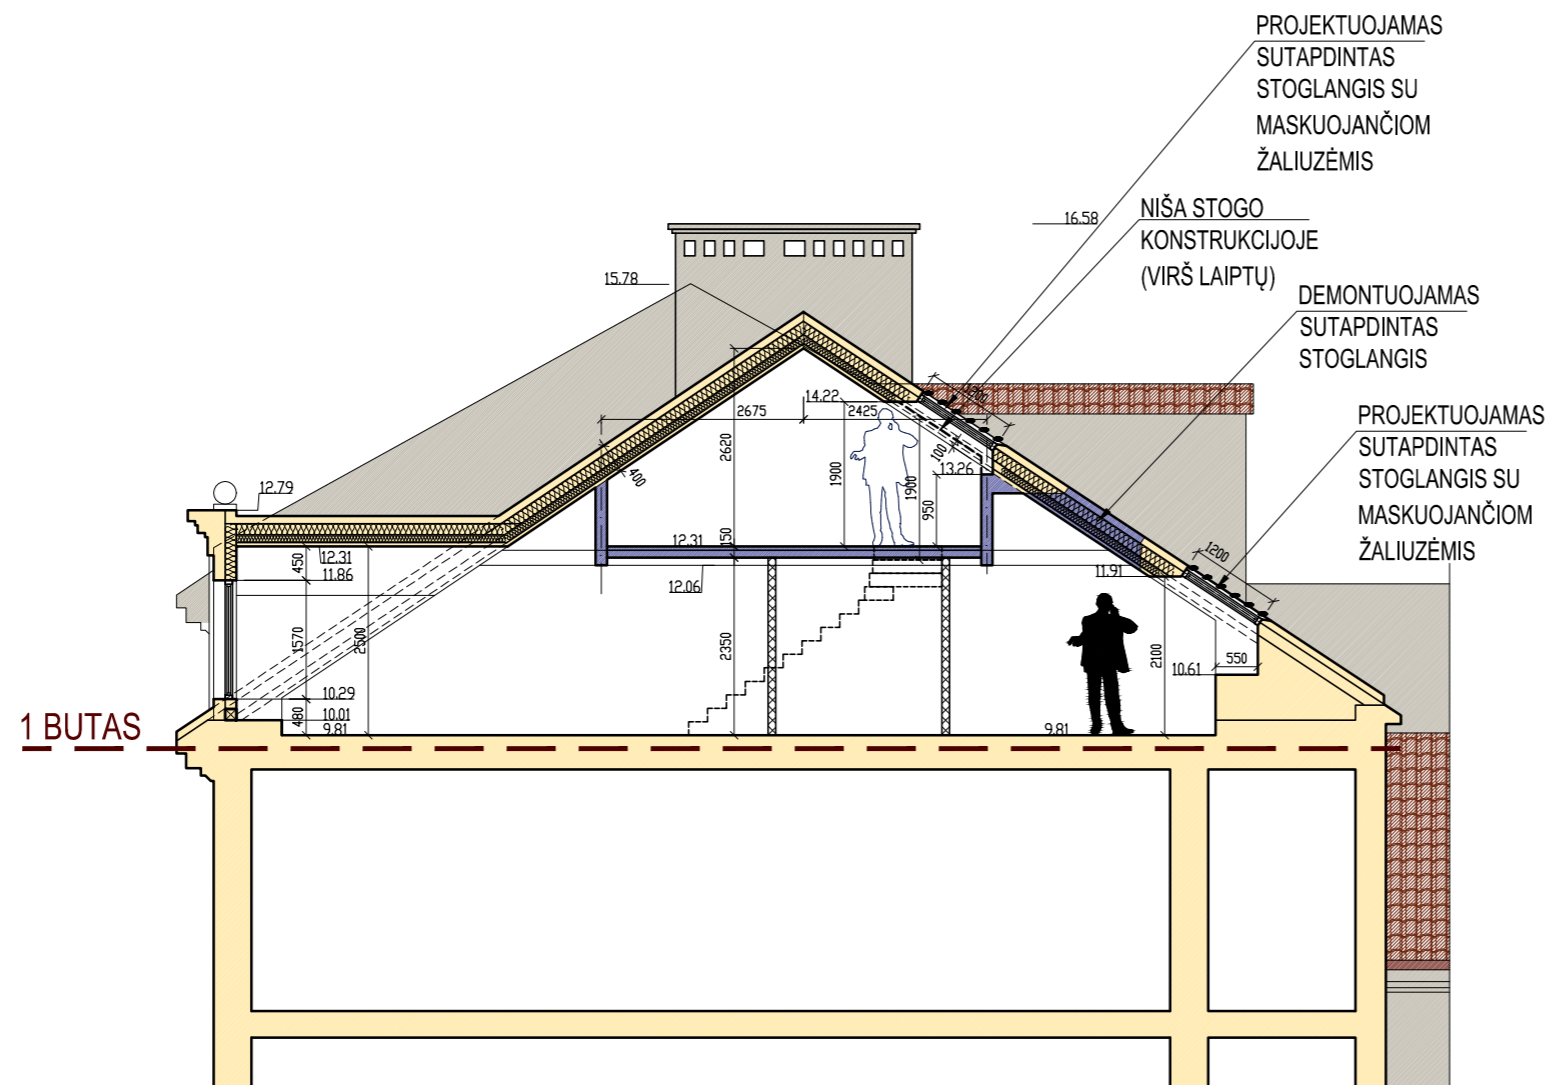 PROJEKTUOJAMAS
SUTAPDINTAS
STOGLANGIS SU
MASKUOJANČIOM
ŽALIUZĖMIS
NIŠA STOGO
KONSTRUKCIJOJE
(VIRŠ LAIPTŲ)
DEMONTUOJAMAS
SUTAPDINTAS
STOGLANGIS
PROJEKTUOJAMAS
SUTAPDINTAS
STOGLANGIS SU
MASKUOJANČIOM
ŽALIUZĖMIS
16.58
15.78
14.22
1200
2675
2425
2620
400
1900
1900
100
13.26
950
12.79
150
12.31
12.31
450
11.86
12.06
11.91
1200
1570
2500
2350
2100
10.61
550
10.29
480
10.01
9.81
9.81
1 BUTAS